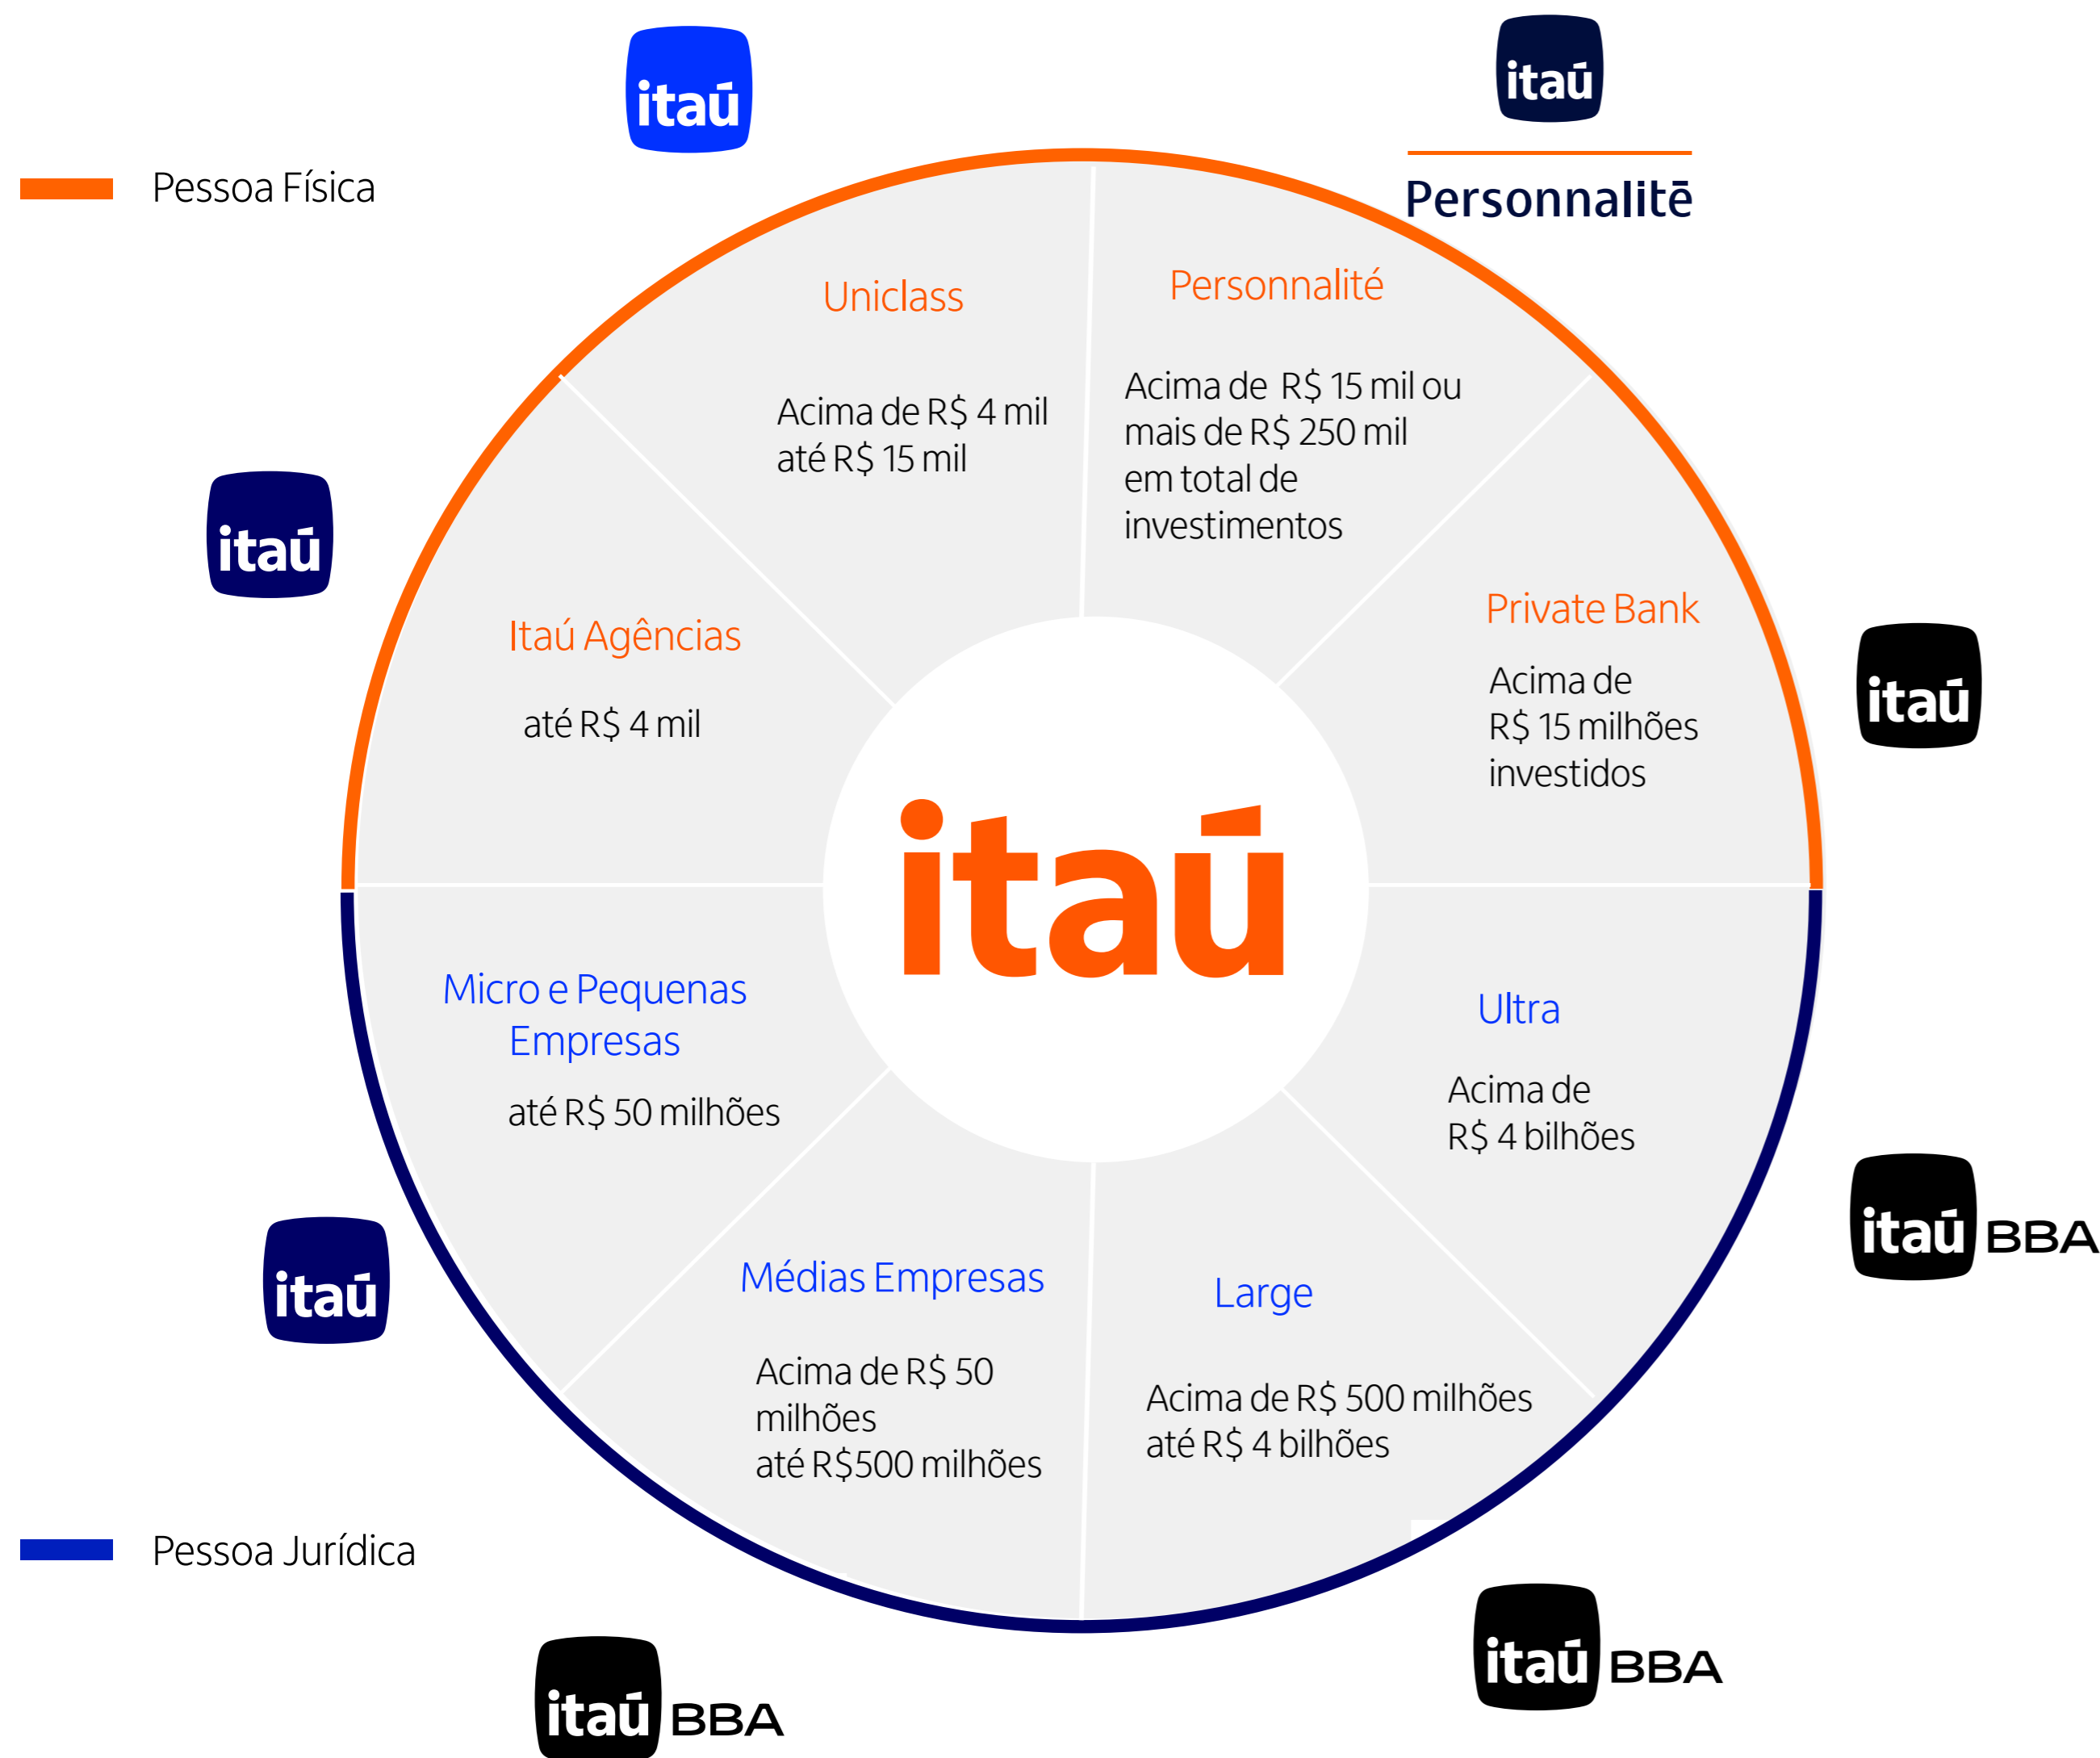 itaú
itaú
Pessoa Física
Personnalitē
Uniclass
Acima de R$ 4 mil
até R$ 15 mil
Personnalité
Acima de R$ 15 mil ou
mais de R$ 250 mil
em total de
investimentos
itaú
Itaú Agências
até R$ 4 mil
Private Bank
Acima de
R$ 15 milhões
investidos
itaú
itaú
Micro e Pequenas
Empresas
até R$ 50 milhões
Ultra
Acima de
R$ 4 bilhões
itaú BBA
itaú
Médias Empresas
Acima de R$ 50
milhões
até R$500 milhões
Large
Acima de R$ 500 milhões
até R$ 4 bilhões
Pessoa Jurídica
itaú BBA
itaú BBA